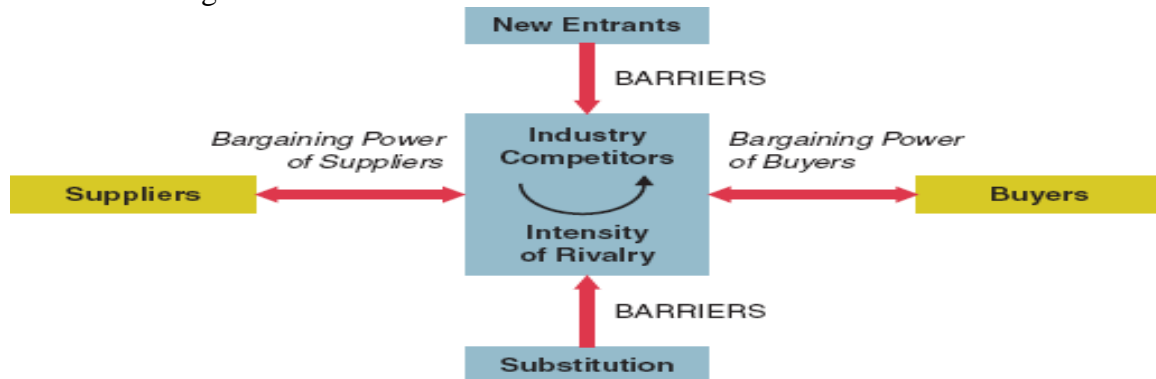 New Entrants
BARRIERS
Bargaining Power
of Suppliers
Industry
Competitors
Bargaining Power
of Buyers
Suppliers
Buyers
Intensity
of Rivalry
BARRIERS
Substitution